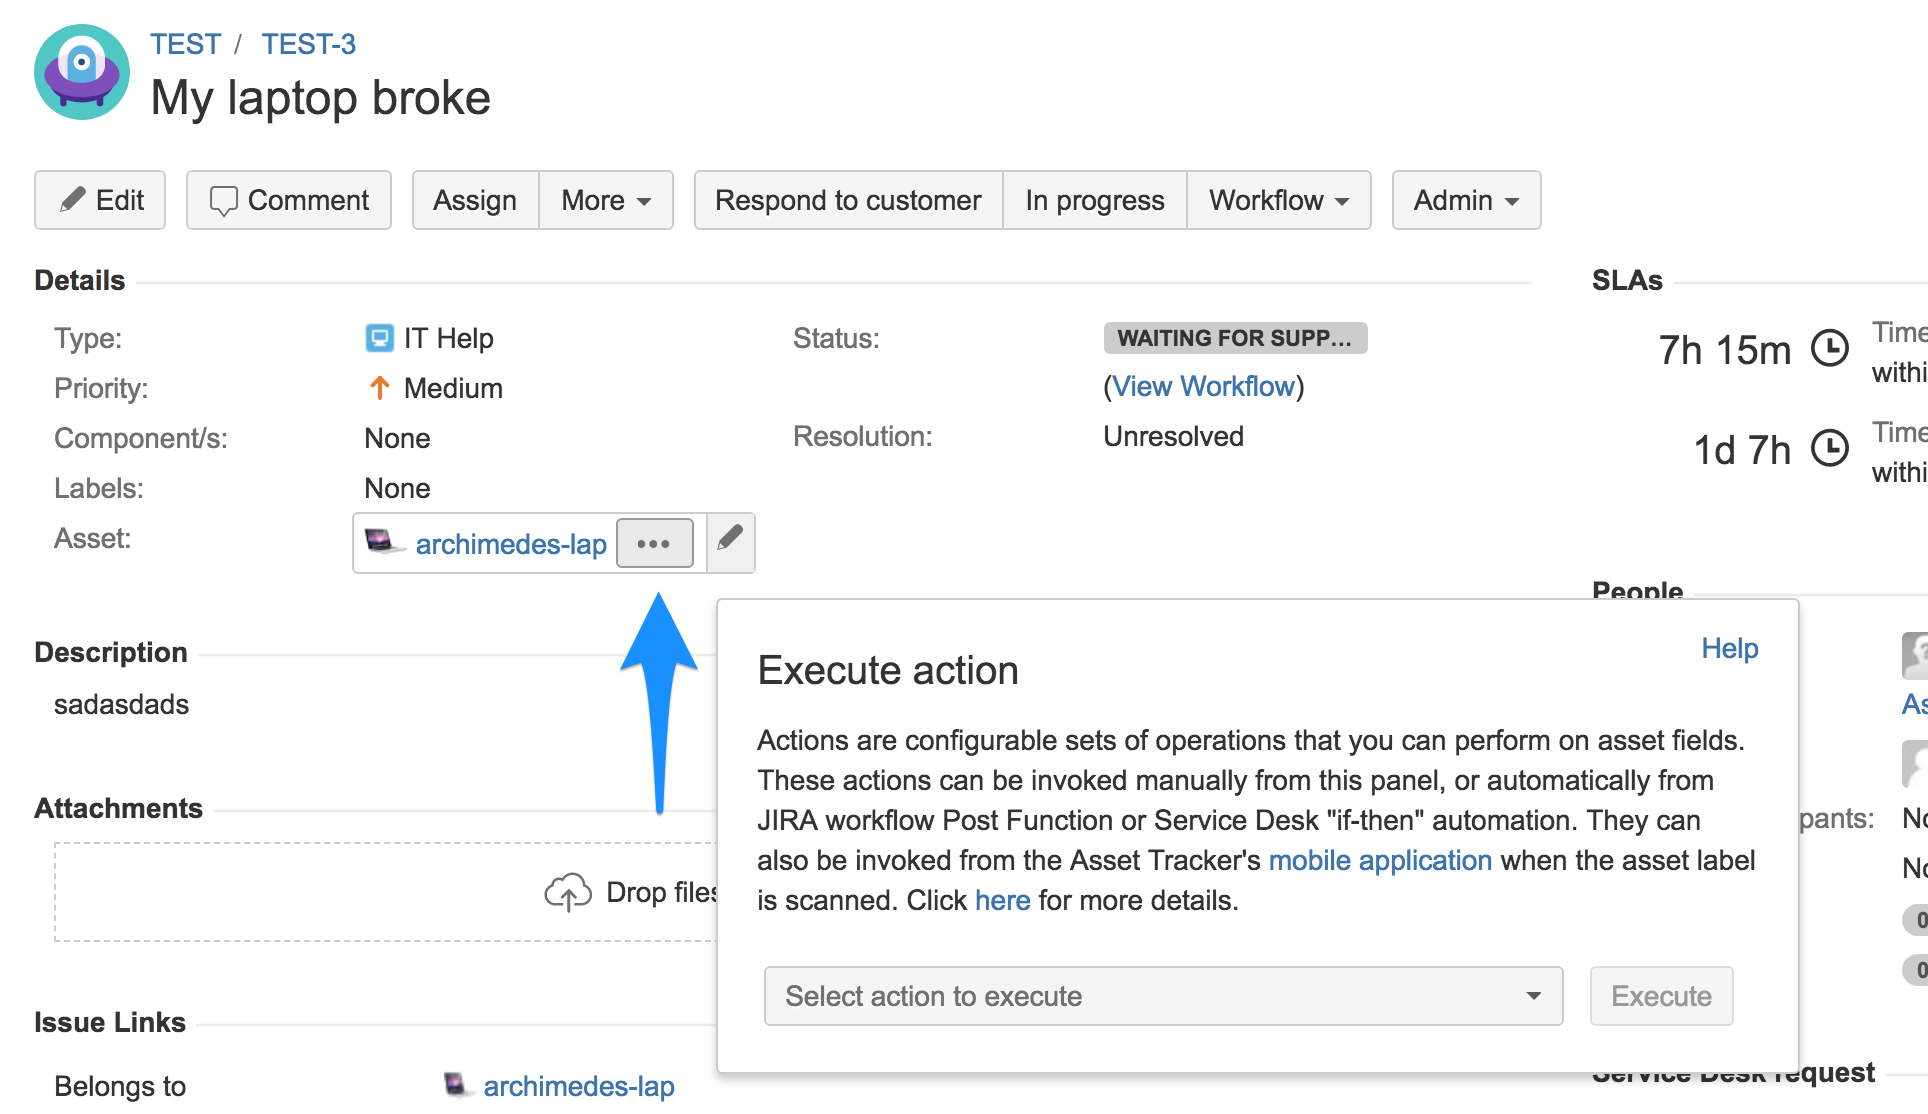 TEST / TEST-3
My laptop broke
Edit
Comment
Assign
More
Respond to customer
In progress
Workflow
Admin
Details
Type: IT Help
Priority: Medium
Component/s: None
Labels: None
Asset: archimedes-lap
Status: WAITING FOR SUPP...
(View Workflow)
Resolution: Unresolved
SLAs
7h 15m Time
withi
1d 7h Time
withi
People
As
pants: No
No
0
0
Description
sadasdads
Attachments
Drop files
Issue Links
Belongs to archimedes-lap
Help
Execute action
Actions are configurable sets of operations that you can perform on asset fields.
These actions can be invoked manually from this panel, or automatically from
JIRA workflow Post Function or Service Desk "if-then" automation. They can
also be invoked from the Asset Tracker's mobile application when the asset label
is scanned. Click here for more details.
Select action to execute
Execute
Service Desk request